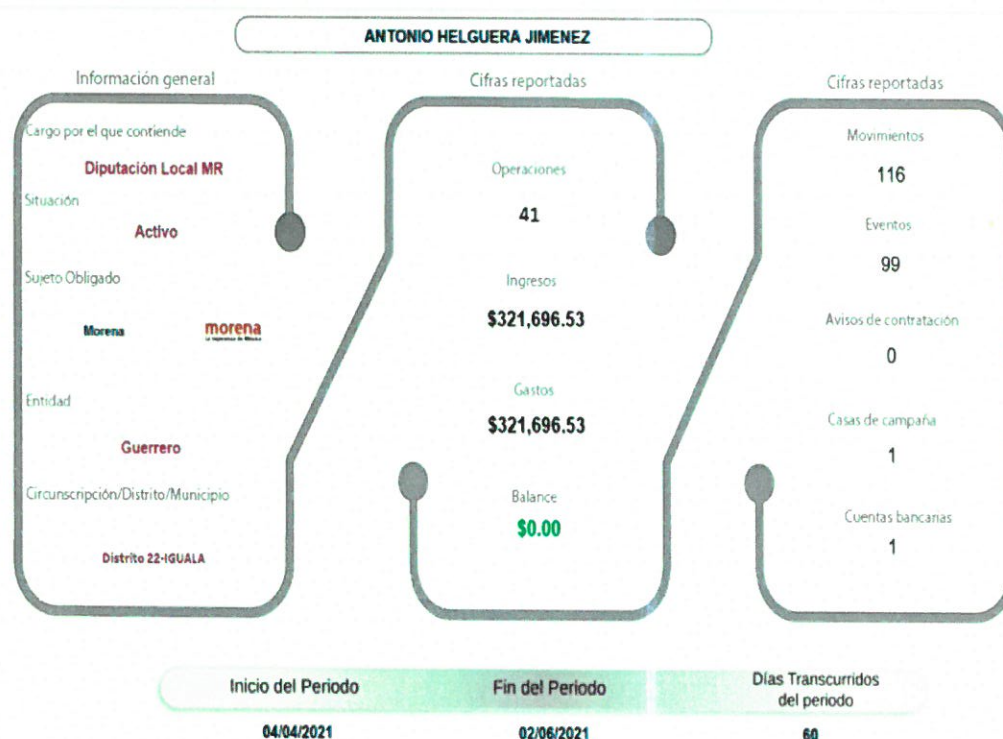 ANTONIO HELGUERA JIMENEZ
Información general
Cargo por el que contiende
Diputación Local MR
Situación
Activo
Sujeto Obligado
Morena
morena
La esperanza de México
Entidad
Guerrero
Circunscripción/Distrito/Municipio
Distrito 22-IGUALA
Cifras reportadas
Operaciones
41
Ingresos
$321,696.53
Gastos
$321,696.53
Balance
$0.00
Cifras reportadas
Movimientos
116
Eventos
99
Avisos de contratación
0
Casas de campaña
1
Cuentas bancarias
1
Inicio del Periodo
04/04/2021
Fin del Periodo
02/06/2021
Días Transcurridos
del periodo
60